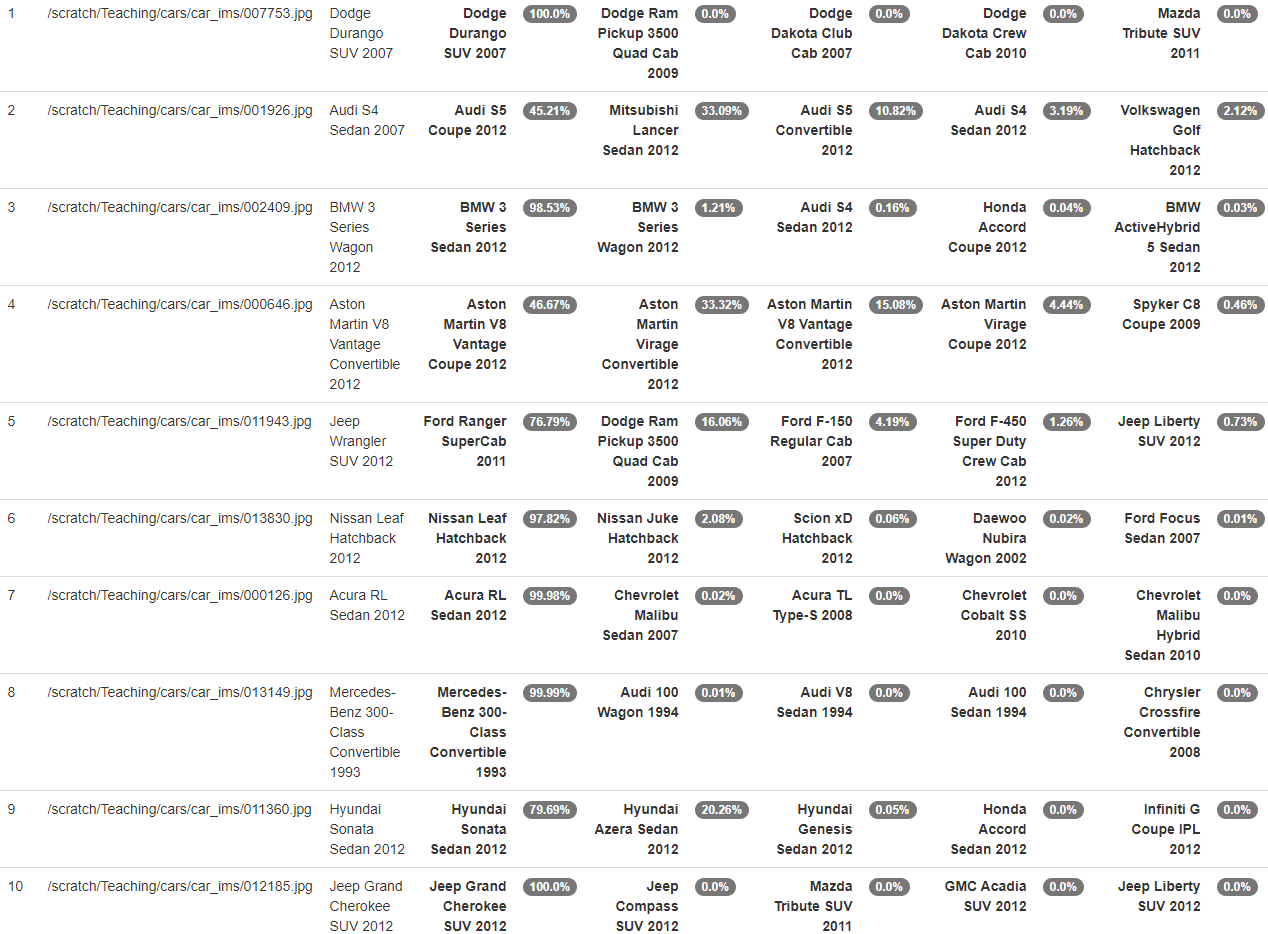 1 /scratch/Teaching/cars/car_ims/007753.jpg Dodge Dodge 100.0% Dodge Ram 0.0% Dodge 0.0% Dodge 0.0% Mazda 0.0%
Durango Durango Pickup 3500 Dakota Club Dakota Crew Tribute SUV
SUV 2007 SUV 2007 Quad Cab Cab 2007 Cab 2010 2011
2009
2 /scratch/Teaching/cars/car_ims/001926.jpg Audi S4 Audi S5 45.21% Mitsubishi 33.09% Audi S5 10.82% Audi S4 3.19% Volkswagen 2.12%
Sedan 2007 Coupe 2012 Lancer Convertible Sedan 2012 Golf
Sedan 2012 2012 Hatchback
2012
3 /scratch/Teaching/cars/car_ims/002409.jpg BMW 3 BMW 3 98.53% BMW 3 1.21% Audi S4 0.16% Honda 0.04% BMW 0.03%
Series Series Series Sedan 2012 Accord ActiveHybrid
Wagon Sedan 2012 Wagon 2012 Coupe 2012 5 Sedan
2012 2012
4 /scratch/Teaching/cars/car_ims/000646.jpg Aston Aston 46.67% Aston 33.32% Aston Martin 15.08% Aston Martin 4.44% Spyker C8 0.46%
Martin V8 Martin V8 Martin V8 Vantage Virage Coupe 2009
Vantage Vantage Virage Convertible Coupe 2012
Convertible Coupe 2012 Convertible 2012
2012 2012
5 /scratch/Teaching/cars/car_ims/011943.jpg Jeep Ford Ranger 76.79% Dodge Ram 16.06% Ford F-150 4.19% Ford F-450 1.26% Jeep Liberty 0.73%
Wrangler SuperCab Pickup 3500 Regular Cab Super Duty SUV 2012
SUV 2012 2011 Quad Cab 2007 Crew Cab
2009 2012
6 /scratch/Teaching/cars/car_ims/013830.jpg Nissan Leaf Nissan Leaf 97.82% Nissan Juke 2.08% Scion xD 0.06% Daewoo 0.02% Ford Focus 0.01%
Hatchback Hatchback Hatchback Hatchback Nubira Sedan 2007
2012 2012 2012 2012 Wagon 2002
7 /scratch/Teaching/cars/car_ims/000126.jpg Acura RL Acura RL 99.98% Chevrolet 0.02% Acura TL 0.0% Chevrolet 0.0% Chevrolet 0.0%
Sedan 2012 Sedan 2012 Malibu Type-S 2008 Cobalt SS Malibu
Sedan 2007 2010 Hybrid
Sedan 2010
8 /scratch/Teaching/cars/car_ims/013149.jpg Mercedes- Mercedes- 99.99% Audi 100 0.01% Audi V8 0.0% Audi 100 0.0% Chrysler 0.0%
Benz 300- Benz 300- Wagon 1994 Sedan 1994 Sedan 1994 Crossfire
Class Class Convertible
Convertible Convertible 2008
1993 1993
9 /scratch/Teaching/cars/car_ims/011360.jpg Hyundai Hyundai 79.69% Hyundai 20.26% Hyundai 0.05% Honda 0.0% Infiniti G 0.0%
Sonata Sonata Azera Sedan Genesis Accord Coupe IPL
Sedan 2012 Sedan 2012 2012 Sedan 2012 Sedan 2012 2012
10 /scratch/Teaching/cars/car_ims/012185.jpg Jeep Grand Jeep Grand 100.0% Jeep 0.0% Mazda 0.0% GMC Acadia 0.0% Jeep Liberty 0.0%
Cherokee Cherokee Compass Tribute SUV SUV 2012 SUV 2012
SUV 2012 SUV 2012 SUV 2012 2011